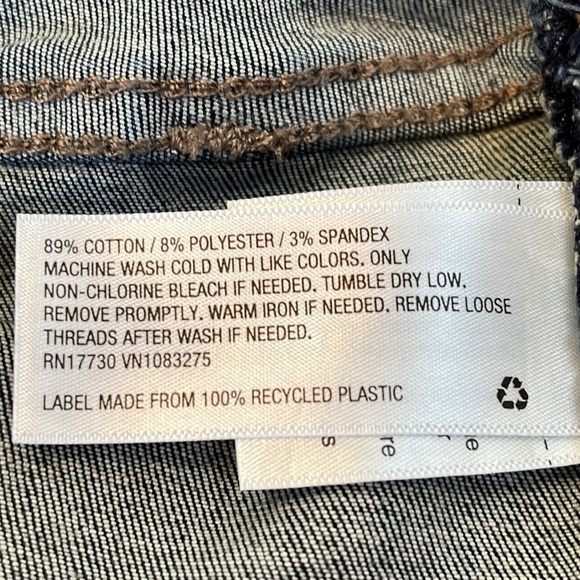 89% COTTON / 8% POLYESTER / 3% SPANDEX
MACHINE WASH COLD WITH LIKE COLORS. ONLY
NON-CHLORINE BLEACH IF NEEDED. TUMBLE DRY LOW.
REMOVE PROMPTLY. WARM IRON IF NEEDED. REMOVE LOOSE
THREADS AFTER WASH IF NEEDED.
RN17730 VN1083275
LABEL MADE FROM 100% RECYCLED PLASTIC